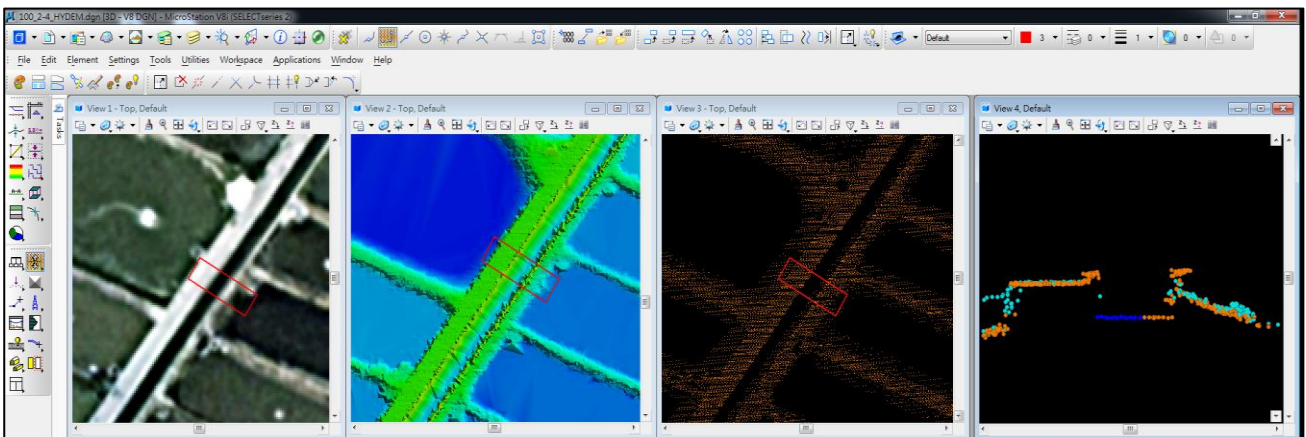 100_2-4_HYDEM.dgn [3D - V8 DGN] - MicroStation V8i (SELECTseries 2)
Default 3 0 1 0 0
File Edit Element Settings Tools Utilities Workspace Applications Window Help
Tasks
View 1 - Top, Default
View 2 - Top, Default
View 3 - Top, Default
View 4, Default